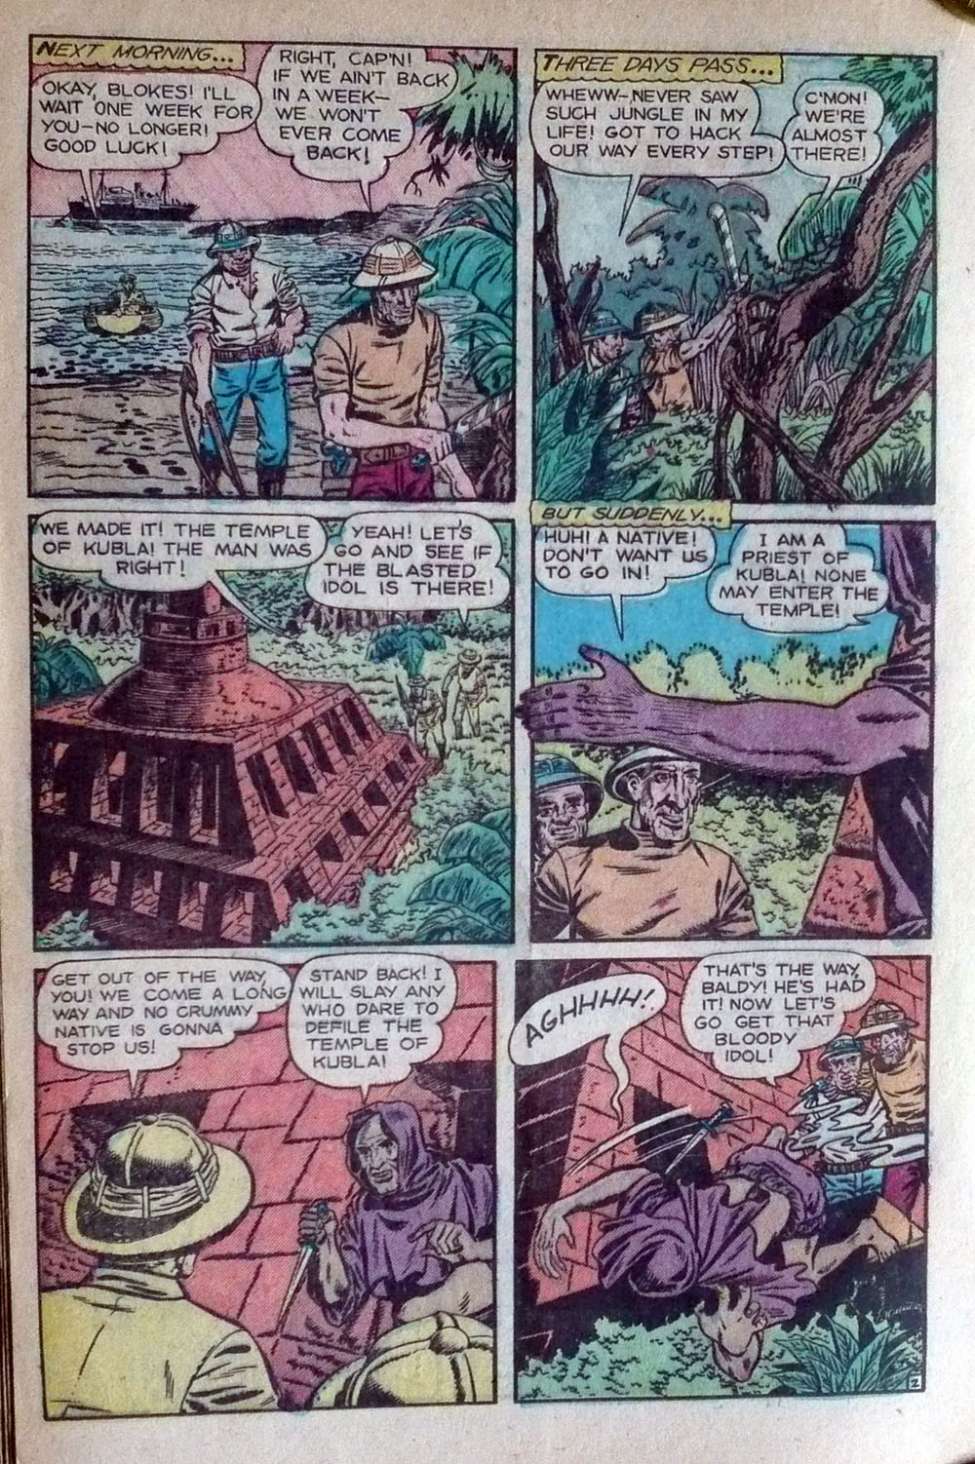 NEXT MORNING...
OKAY, BLOKES! I'LL
WAIT ONE WEEK FOR
YOU—NO LONGER!
GOOD LUCK!
RIGHT, CAP'N!
IF WE AIN'T BACK
IN A WEEK—
WE WON'T
EVER COME
BACK!
THREE DAYS PASS...
WHEWW—NEVER SAW
SUCH JUNGLE IN MY
LIFE! GOT TO HACK
OUR WAY EVERY STEP!
C'MON!
WE'RE
ALMOST
THERE!
WE MADE IT! THE TEMPLE
OF KUBLA! THE MAN WAS
RIGHT!
YEAH! LET'S
GO AND SEE IF
THE BLASTED
IDOL IS THERE!
BUT SUDDENLY...
HUH! A NATIVE!
DON'T WANT US
TO GO IN!
I AM A
PRIEST OF
KUBLA! NONE
MAY ENTER THE
TEMPLE!
GET OUT OF THE WAY,
YOU! WE COME A LONG
WAY AND NO CRUMMY
NATIVE IS GONNA
STOP US!
STAND BACK! I
WILL SLAY ANY
WHO DARE TO
DEFILE THE
TEMPLE OF
KUBLA!
AGHHHH!
THAT'S THE WAY,
BALDY! HE'S HAD
IT! NOW LET'S
GO GET THAT
BLOODY
IDOL!
2